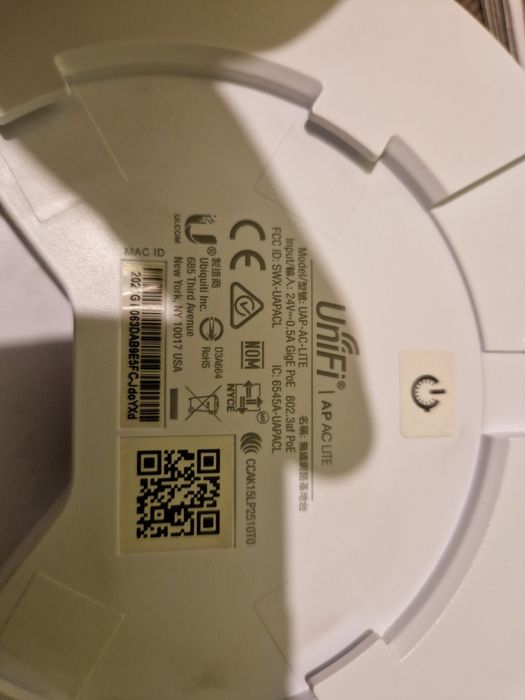 UniFi® | AP AC LITE
Model/型號: UAP-AC-LITE 名稱: 無線網路基地台
Input/輸入: 24V⎓0.5A GigE PoE 802.3af PoE
FCC ID: SWX-UAPACL IC: 6545A-UAPACL
CE NOM NYCE
CCAK15LP2510T0
D3A664
RoHS
製造商
Ubiquiti Inc.
685 Third Avenue
New York, NY 10017 USA
UI.COM
MAC ID